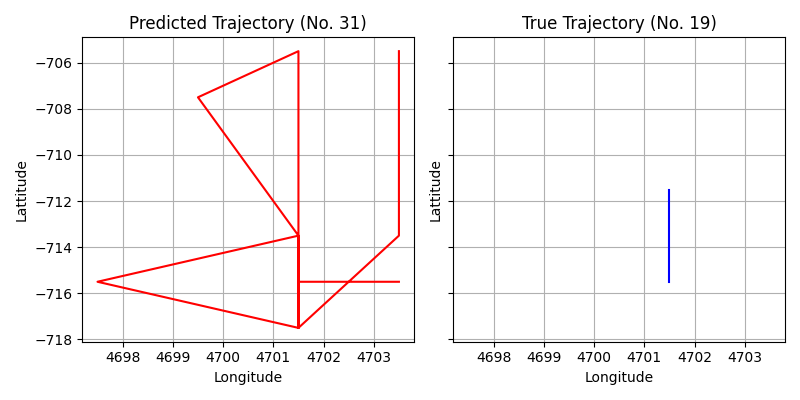 Predicted Trajectory (No. 31)
True Trajectory (No. 19)
−706
−708
−710
−712
−714
−716
−718
Lattitude
Lattitude
4698 4699 4700 4701 4702 4703
4698 4699 4700 4701 4702 4703
Longitude
Longitude